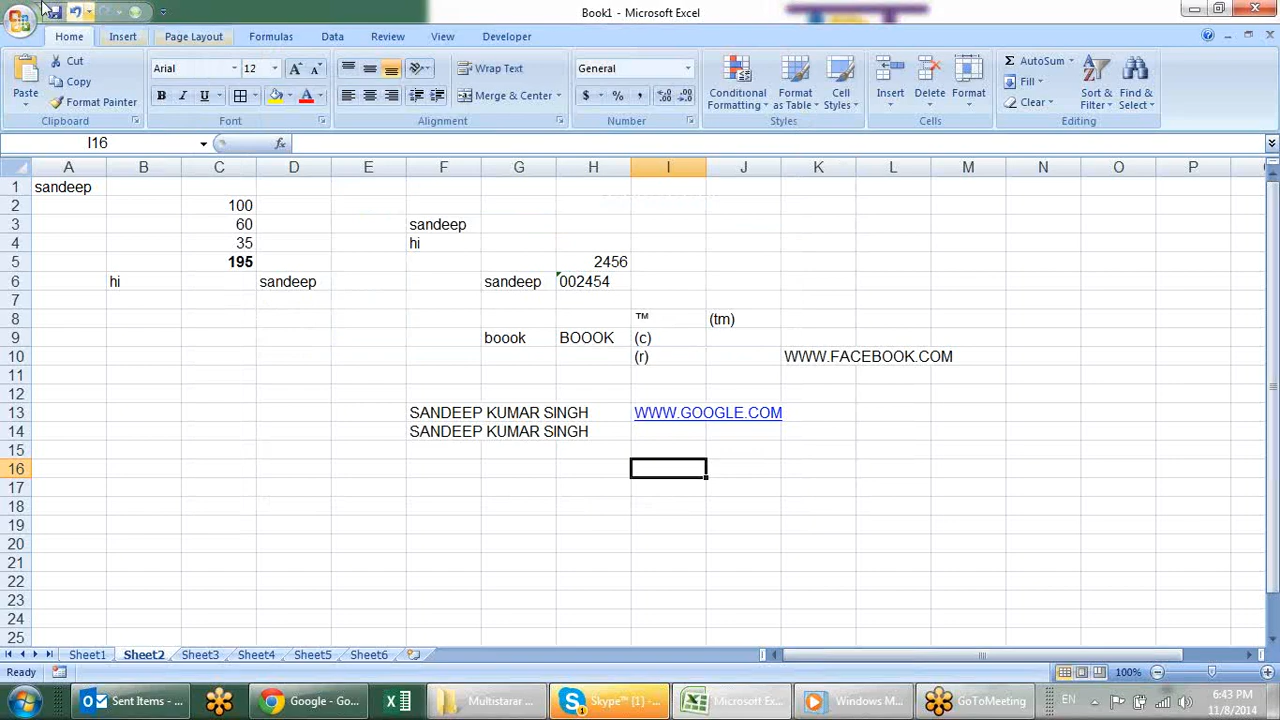 Book1 - Microsoft Excel
Home Insert Page Layout Formulas Data Review View Developer
Cut Arial 12 Wrap Text General AutoSum
Copy Fill
Paste Format Painter Merge & Center $ % , Conditional Formatting Format as Table Cell Styles Insert Delete Format Clear Sort & Filter Find & Select
B I U A
Clipboard Font Alignment Number Styles Cells Editing
I16 fx
A B C D E F G H I J K L M N O P
1 sandeep
2 100
3 60 sandeep
4 35 hi
5 195 2456
6 hi sandeep sandeep 002454
7
8 ™ (tm)
9 boook BOOOK (c)
10 (r) WWW.FACEBOOK.COM
11
12
13 SANDEEP KUMAR SINGH WWW.GOOGLE.COM
14 SANDEEP KUMAR SINGH
15
16
17
18
19
20
21
22
23
24
25
Sheet1 Sheet2 Sheet3 Sheet4 Sheet5 Sheet6
Ready 100%
Sent Items - ... Google - Go... Multistarar ... Skype™ [1] - ... Microsoft Ex... Windows M... GoToMeeting EN 6:43 PM
11/8/2014